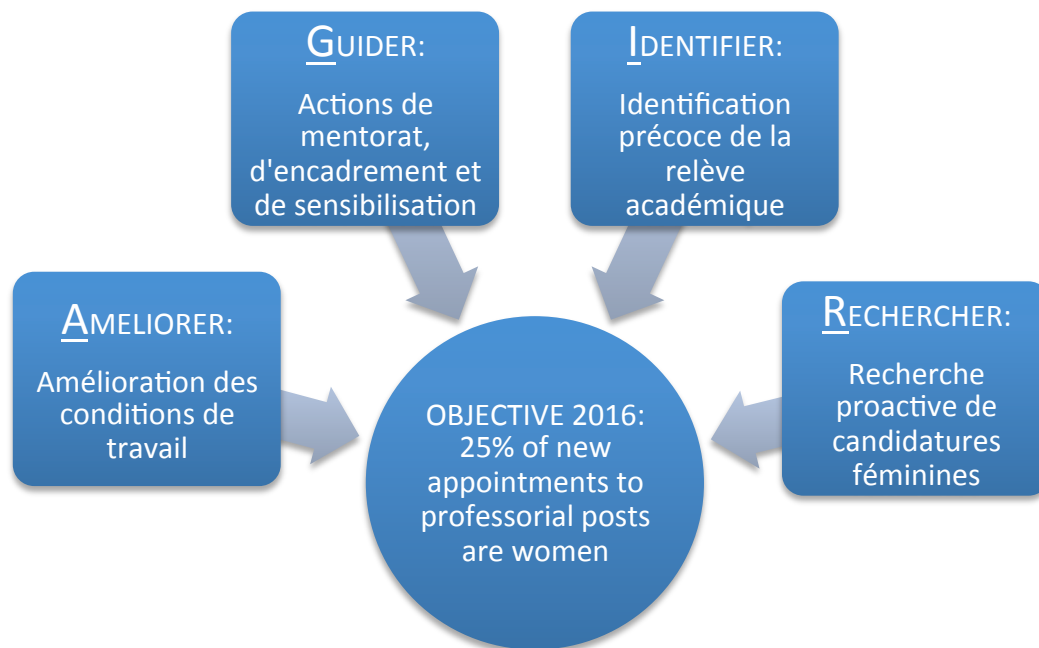 AMELIORER:
Amélioration des
conditions de
travail
GUIDER:
Actions de
mentorat,
d'encadrement et
de sensibilisation
IDENTIFIER:
Identification
précoce de la
relève
académique
RECHERCHER:
Recherche
proactive de
candidatures
féminines
OBJECTIVE 2016:
25% of new
appointments to
professorial posts
are women